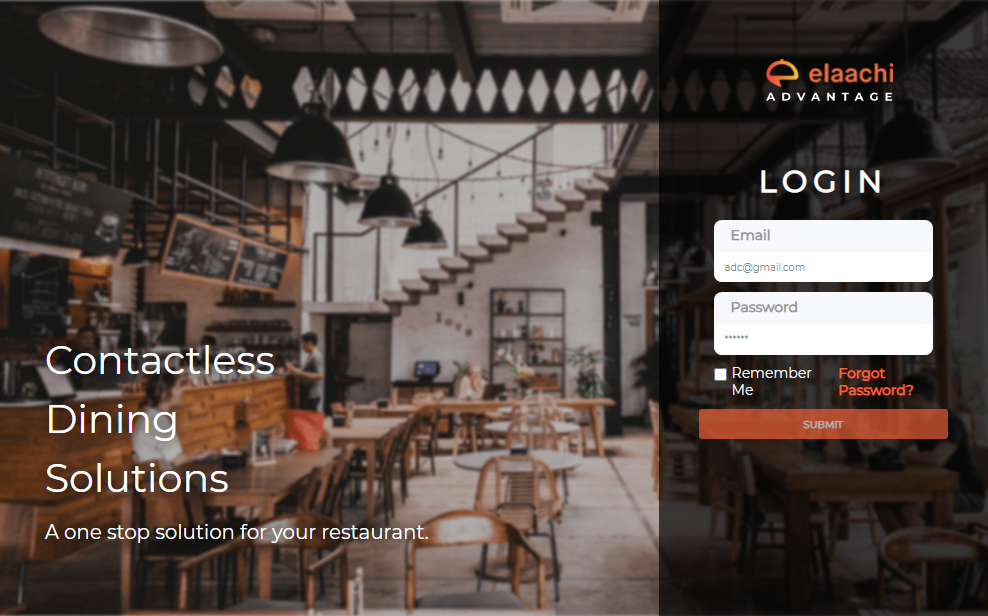 elaachi
ADVANTAGE
LOGIN
Email
adc@gmail.com
Password
******
Remember
Me
Forgot
Password?
SUBMIT
Contactless
Dining
Solutions
A one stop solution for your restaurant.